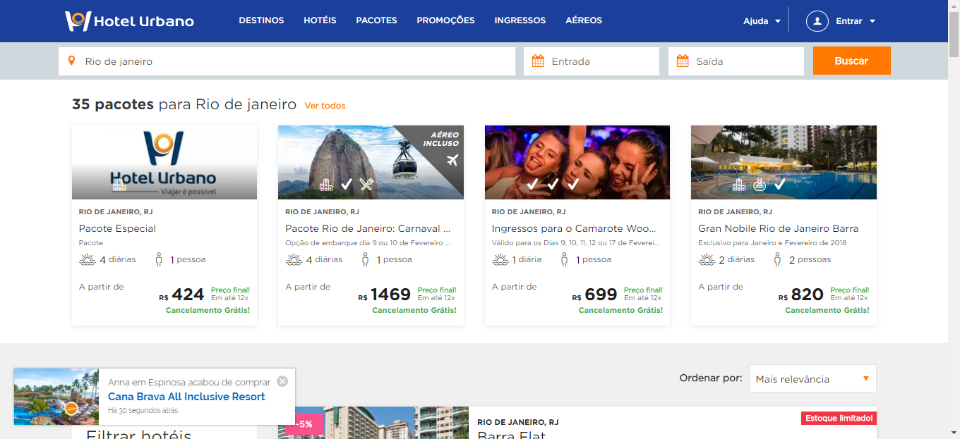 Hotel Urbano
DESTINOS HOTÉIS PACOTES PROMOÇÕES INGRESSOS AÉREOS
Ajuda Entrar
Rio de janeiro
Entrada
Saída
Buscar
35 pacotes para Rio de janeiro Ver todos
Hotel Urbano
Viajar é possível
RIO DE JANEIRO, RJ
Pacote Especial
Pacote
4 diárias 1 pessoa
A partir de
R$ 424 Preço final!
Em até 12x
Cancelamento Grátis!
AÉREO
INCLUSO
RIO DE JANEIRO, RJ
Pacote Rio de Janeiro: Carnaval ...
Opção de embarque dia 9 ou 10 de Fevereiro ...
4 diárias 1 pessoa
A partir de
R$ 1469 Preço final!
Em até 12x
Cancelamento Grátis!
RIO DE JANEIRO, RJ
Ingressos para o Camarote Woo...
Válido para os Dias 9, 10, 11, 12 ou 17 de Feverei...
1 diária 1 pessoa
A partir de
R$ 699 Preço final!
Em até 12x
Cancelamento Grátis!
RIO DE JANEIRO, RJ
Gran Nobile Rio de Janeiro Barra
Exclusivo para Janeiro e Fevereiro de 2018
2 diárias 2 pessoas
A partir de
R$ 820 Preço final!
Em até 12x
Cancelamento Grátis!
Ordenar por: Mais relevância
Anna em Espinosa acabou de comprar
Cana Brava All Inclusive Resort
Há 30 segundos atrás
Filtrar hotéis
-5%
RIO DE JANEIRO, RJ
Barra Flat
Estoque limitado!